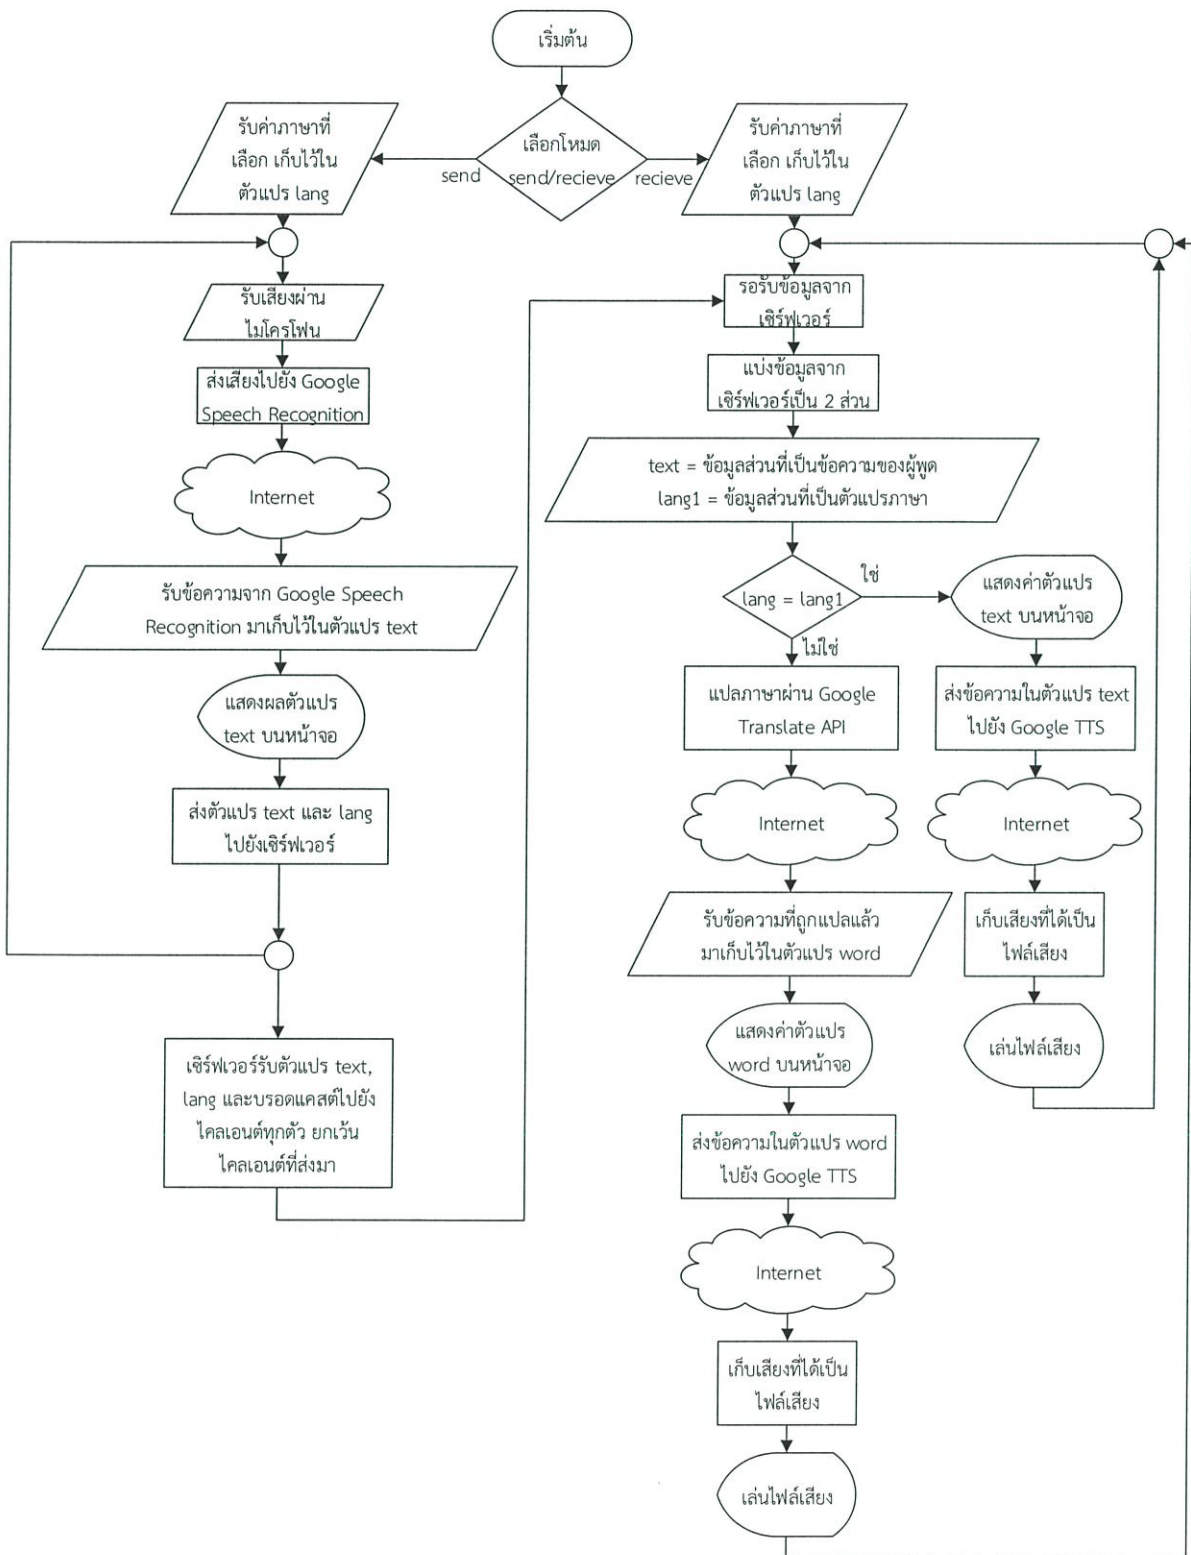 เริ่มต้น
เลือกโหมด
send/recieve
send
recieve
รับค่าภาษาที่
เลือก เก็บไว้ใน
ตัวแปร lang
รับเสียงผ่าน
ไมโครโฟน
ส่งเสียงไปยัง Google
Speech Recognition
Internet
รับข้อความจาก Google Speech
Recognition มาเก็บไว้ในตัวแปร text
แสดงผลตัวแปร
text บนหน้าจอ
ส่งตัวแปร text และ lang
ไปยังเซิร์ฟเวอร์
เซิร์ฟเวอร์รับตัวแปร text,
lang และบรอดแคสต์ไปยัง
ไคลเอนต์ทุกตัว ยกเว้น
ไคลเอนต์ที่ส่งมา
รับค่าภาษาที่
เลือก เก็บไว้ใน
ตัวแปร lang
รอรับข้อมูลจาก
เซิร์ฟเวอร์
แบ่งข้อมูลจาก
เซิร์ฟเวอร์เป็น 2 ส่วน
text = ข้อมูลส่วนที่เป็นข้อความของผู้พูด
lang1 = ข้อมูลส่วนที่เป็นตัวแปรภาษา
lang = lang1
ใช่
ไม่ใช่
แปลภาษาผ่าน Google
Translate API
Internet
รับข้อความที่ถูกแปลแล้ว
มาเก็บไว้ในตัวแปร word
แสดงค่าตัวแปร
word บนหน้าจอ
ส่งข้อความในตัวแปร word
ไปยัง Google TTS
Internet
เก็บเสียงที่ได้เป็น
ไฟล์เสียง
เล่นไฟล์เสียง
แสดงค่าตัวแปร
text บนหน้าจอ
ส่งข้อความในตัวแปร text
ไปยัง Google TTS
Internet
เก็บเสียงที่ได้เป็น
ไฟล์เสียง
เล่นไฟล์เสียง